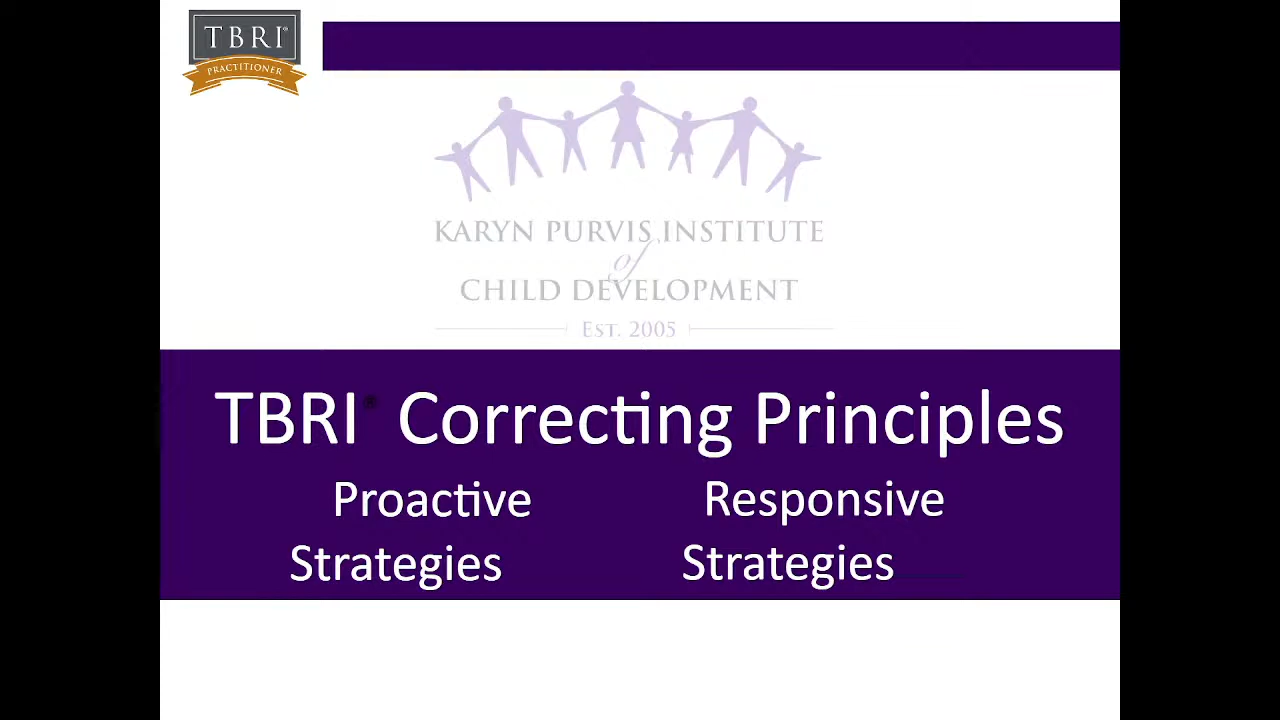 TBRI®
PRACTITIONER
KARYN PURVIS INSTITUTE
of
CHILD DEVELOPMENT
EST. 2005
TBRI® Correcting Principles
Proactive Responsive
Strategies Strategies